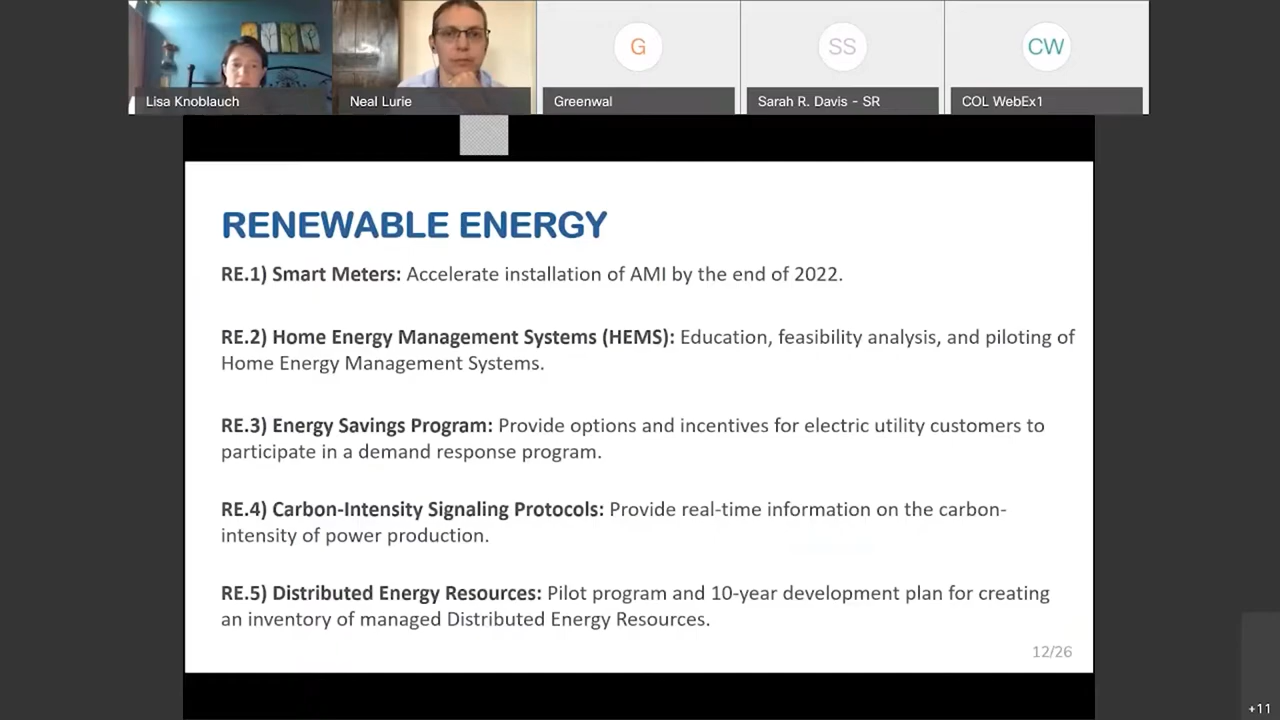 Lisa Knoblauch
Neal Lurie
G
Greenwal
SS
Sarah R. Davis - SR
CW
COL WebEx1
RENEWABLE ENERGY
RE.1) Smart Meters: Accelerate installation of AMI by the end of 2022.
RE.2) Home Energy Management Systems (HEMS): Education, feasibility analysis, and piloting of
Home Energy Management Systems.
RE.3) Energy Savings Program: Provide options and incentives for electric utility customers to
participate in a demand response program.
RE.4) Carbon-Intensity Signaling Protocols: Provide real-time information on the carbon-
intensity of power production.
RE.5) Distributed Energy Resources: Pilot program and 10-year development plan for creating
an inventory of managed Distributed Energy Resources.
12/26
+11